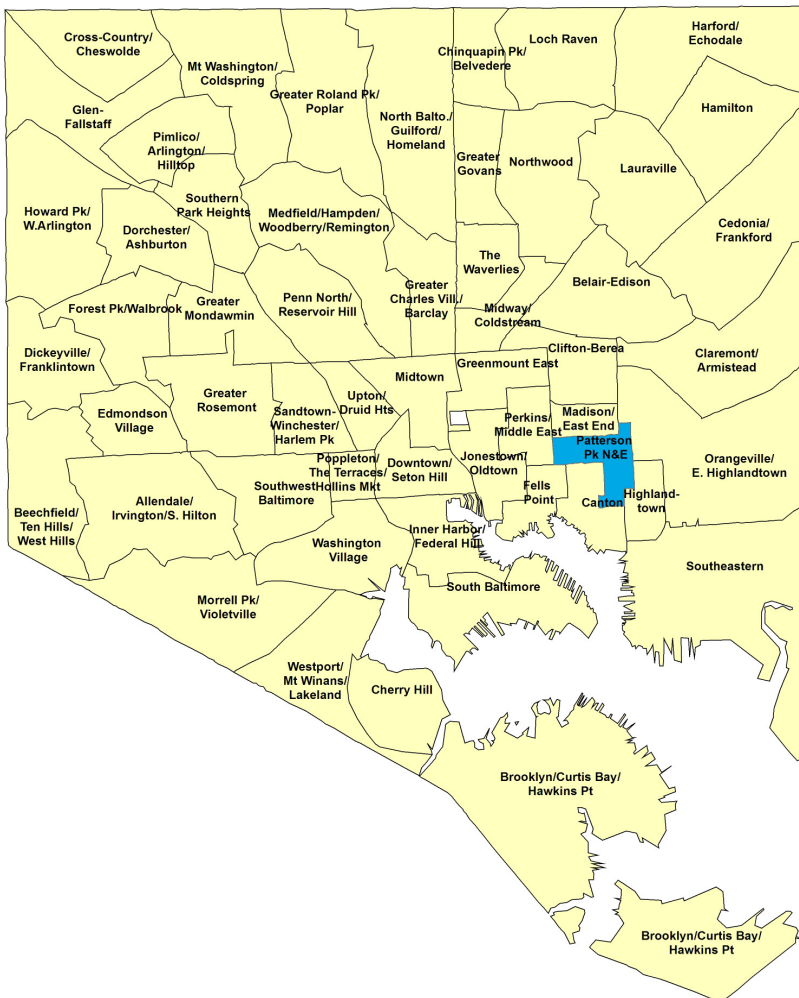 Cross-Country/
Cheswolde
Mt Washington/
Coldspring
Greater Roland Pk/
Poplar
North Balto./
Guilford/
Homeland
Chinquapin Pk/
Belvedere
Loch Raven
Harford/
Echodale
Glen-
Fallstaff
Pimlico/
Arlington/
Hilltop
Greater
Govans
Northwood
Lauraville
Hamilton
Howard Pk/
W.Arlington
Dorchester/
Ashburton
Southern
Park Heights
Medfield/Hampden/
Woodberry/Remington
Cedonia/
Frankford
The
Waverlies
Belair-Edison
Forest Pk/Walbrook
Greater
Mondawmin
Penn North/
Reservoir Hill
Greater
Charles Vill./
Barclay
Midway/
Coldstream
Dickeyville/
Franklintown
Clifton-Berea
Claremont/
Armistead
Greenmount East
Midtown
Edmondson
Village
Greater
Rosemont
Sandtown-
Winchester/
Harlem Pk
Upton/
Druid Hts
Perkins/
Middle East
Madison/
East End
Patterson
Pk N&E
Orangeville/
E. Highlandtown
Poppleton/
The Terraces/
Hollins Mkt
Downtown/
Seton Hill
Jonestown/
Oldtown
Fells
Point
Canton
Highland-
town
Beechfield/
Ten Hills/
West Hills
Allendale/
Irvington/S. Hilton
Southwest
Baltimore
Washington
Village
Inner Harbor/
Federal Hill
Southeastern
South Baltimore
Morrell Pk/
Violetville
Westport/
Mt Winans/
Lakeland
Cherry Hill
Brooklyn/Curtis Bay/
Hawkins Pt
Brooklyn/Curtis Bay/
Hawkins Pt